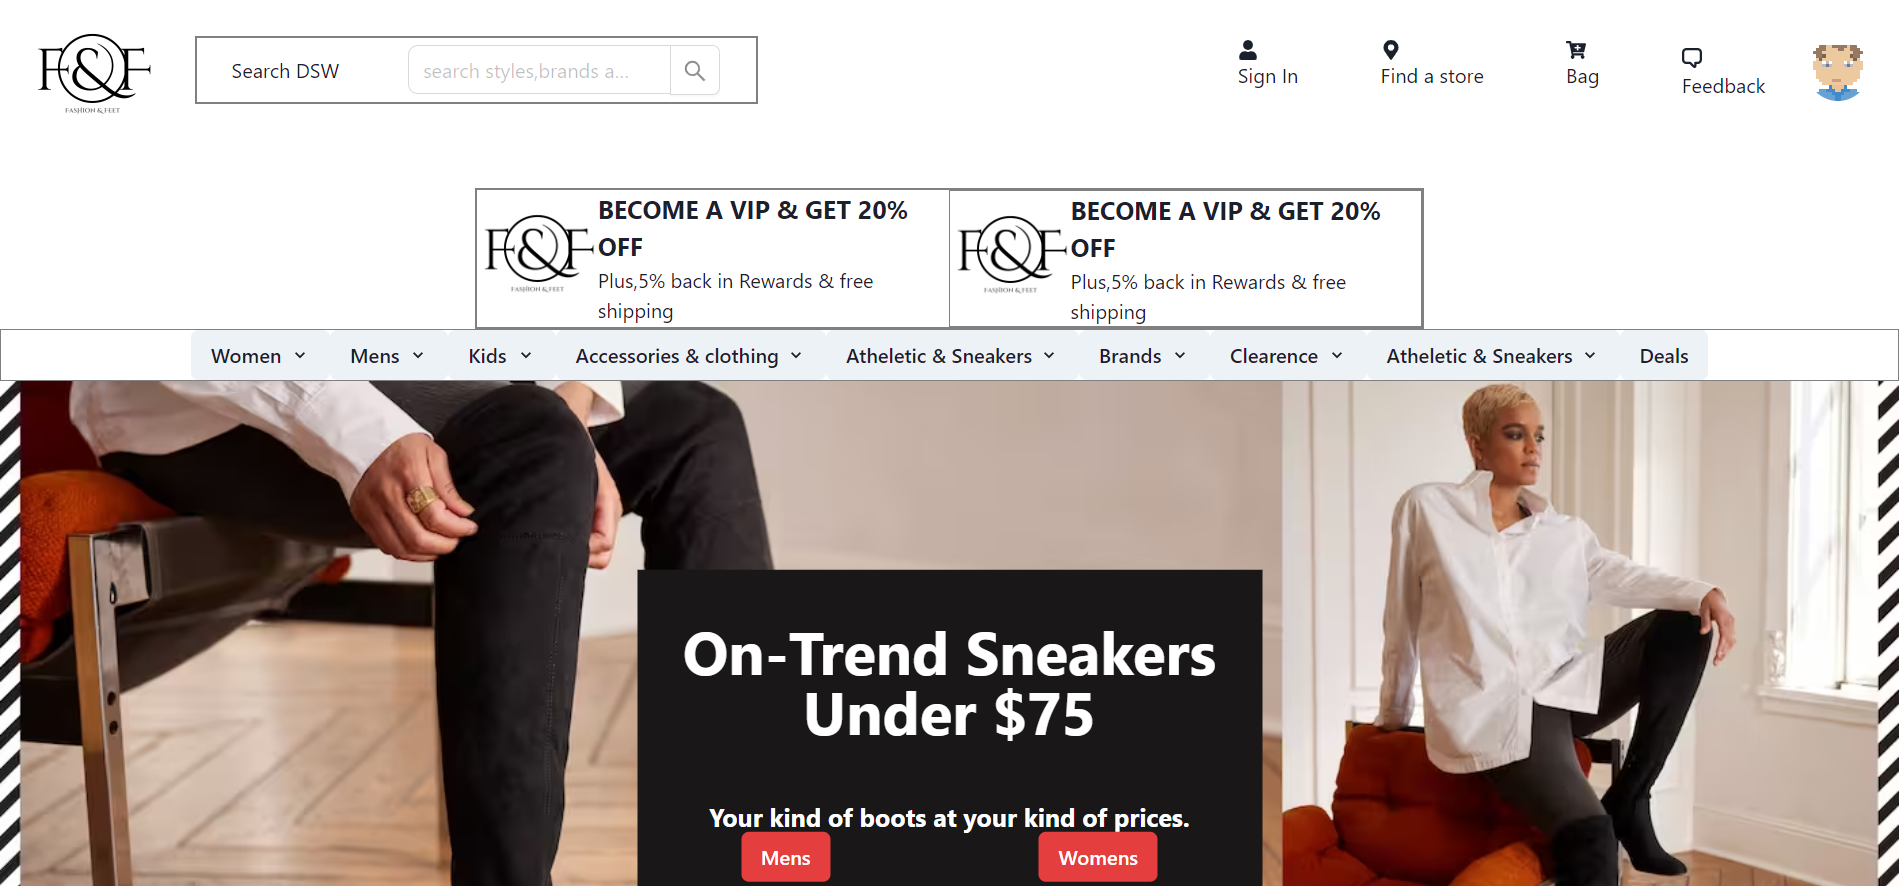 F&F
FASHION & FEET
Search DSW
search styles,brands a...
Sign In
Find a store
Bag
Feedback
F&F
FASHION & FEET
BECOME A VIP & GET 20%
OFF
Plus,5% back in Rewards & free
shipping
F&F
FASHION & FEET
BECOME A VIP & GET 20%
OFF
Plus,5% back in Rewards & free
shipping
Women
Mens
Kids
Accessories & clothing
Atheletic & Sneakers
Brands
Clearence
Atheletic & Sneakers
Deals
On-Trend Sneakers
Under $75
Your kind of boots at your kind of prices.
Mens
Womens